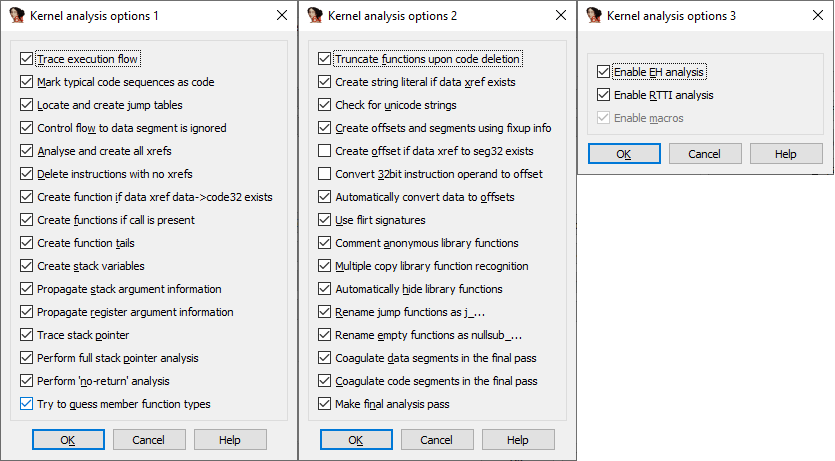 Kernel analysis options 1
Trace execution flow
Mark typical code sequences as code
Locate and create jump tables
Control flow to data segment is ignored
Analyse and create all xrefs
Delete instructions with no xrefs
Create function if data xref data->code32 exists
Create functions if call is present
Create function tails
Create stack variables
Propagate stack argument information
Propagate register argument information
Trace stack pointer
Perform full stack pointer analysis
Perform 'no-return' analysis
Try to guess member function types
OK Cancel Help
Kernel analysis options 2
Truncate functions upon code deletion
Create string literal if data xref exists
Check for unicode strings
Create offsets and segments using fixup info
Create offset if data xref to seg32 exists
Convert 32bit instruction operand to offset
Automatically convert data to offsets
Use flirt signatures
Comment anonymous library functions
Multiple copy library function recognition
Automatically hide library functions
Rename jump functions as j_...
Rename empty functions as nullsub_...
Coagulate data segments in the final pass
Coagulate code segments in the final pass
Make final analysis pass
OK Cancel Help
Kernel analysis options 3
Enable EH analysis
Enable RTTI analysis
Enable macros
OK Cancel Help